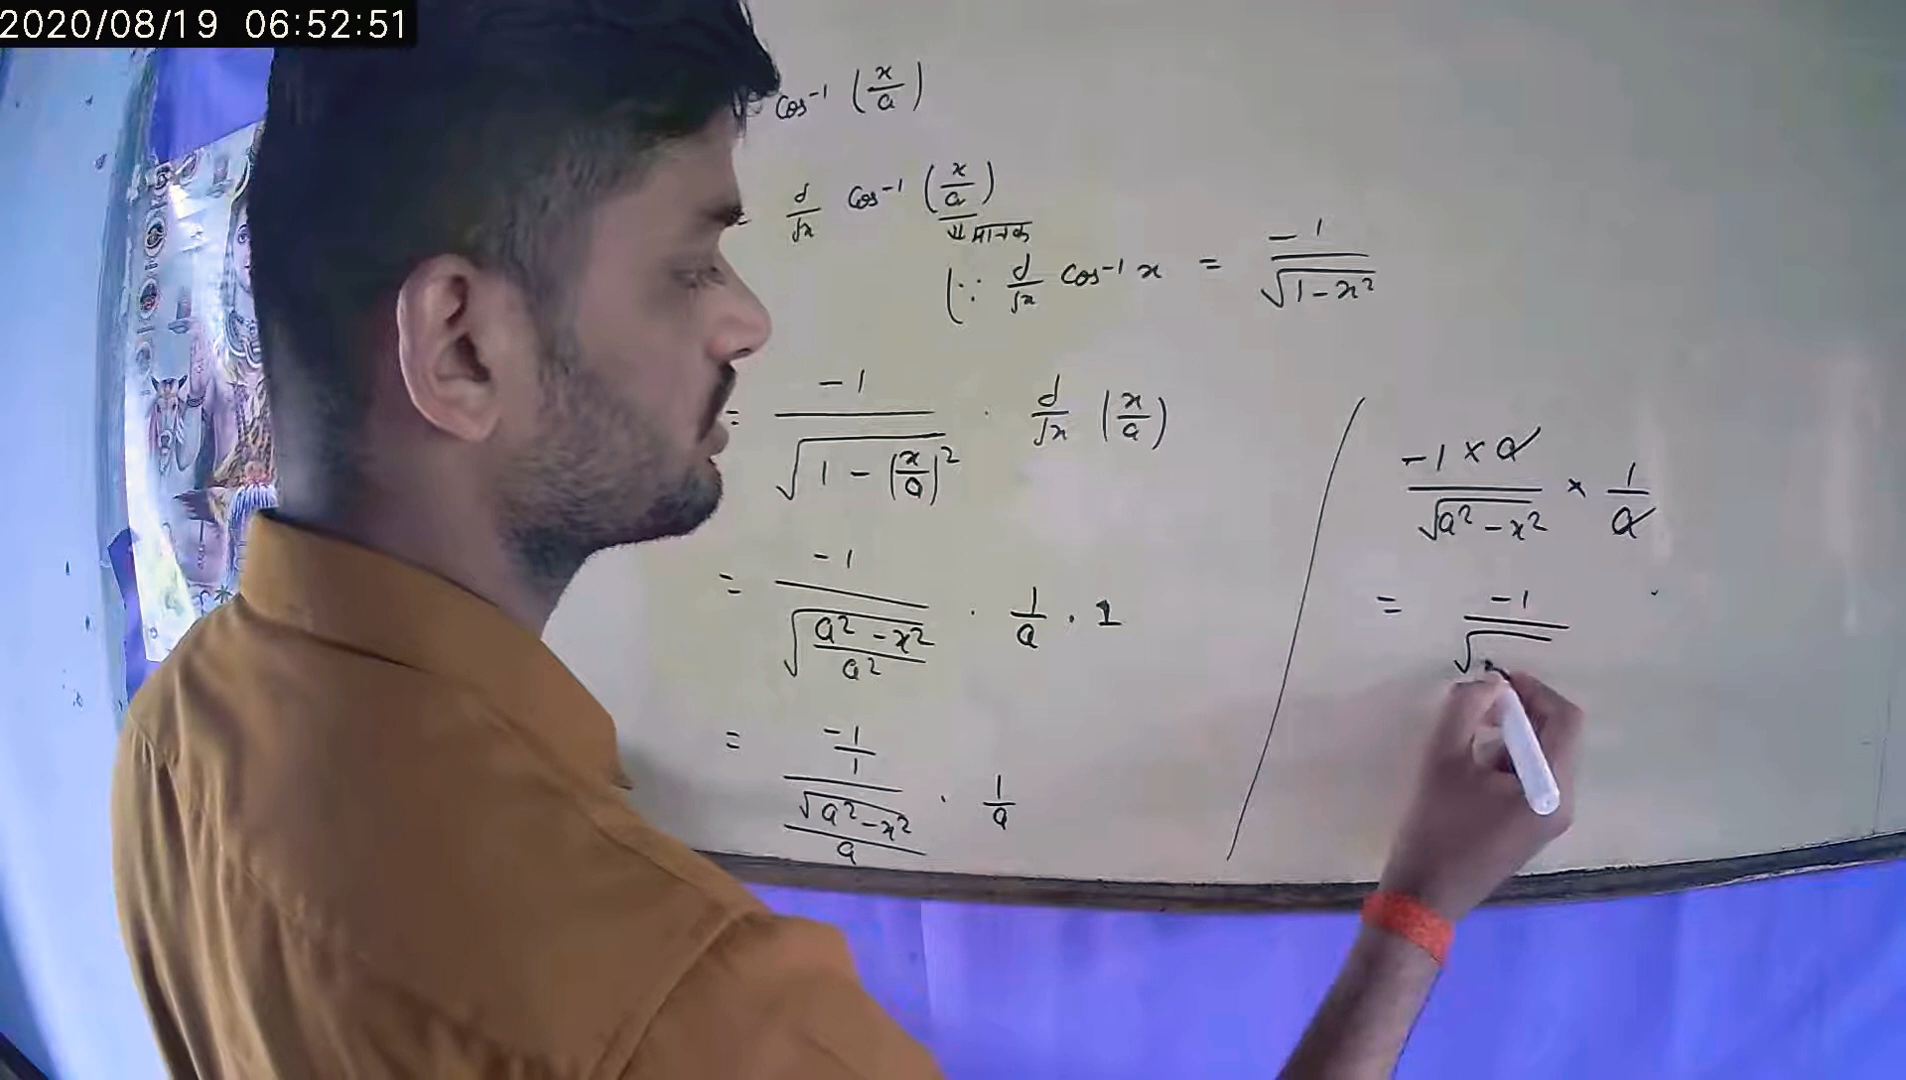 2020/08/19 06:52:51
cos⁻¹ (x/a)
d/dx cos⁻¹ (x/a)
मानक
(∵ d/dx cos⁻¹ x = -1/√(1-x²)
= -1/√(1-(x/a)²) · d/dx (x/a)
= -1/√((a²-x²)/a²) · 1/a · 1
= (-1/1)/(√(a²-x²)/a) · 1/a
(-1×a)/√(a²-x²) × 1/a
= -1/√